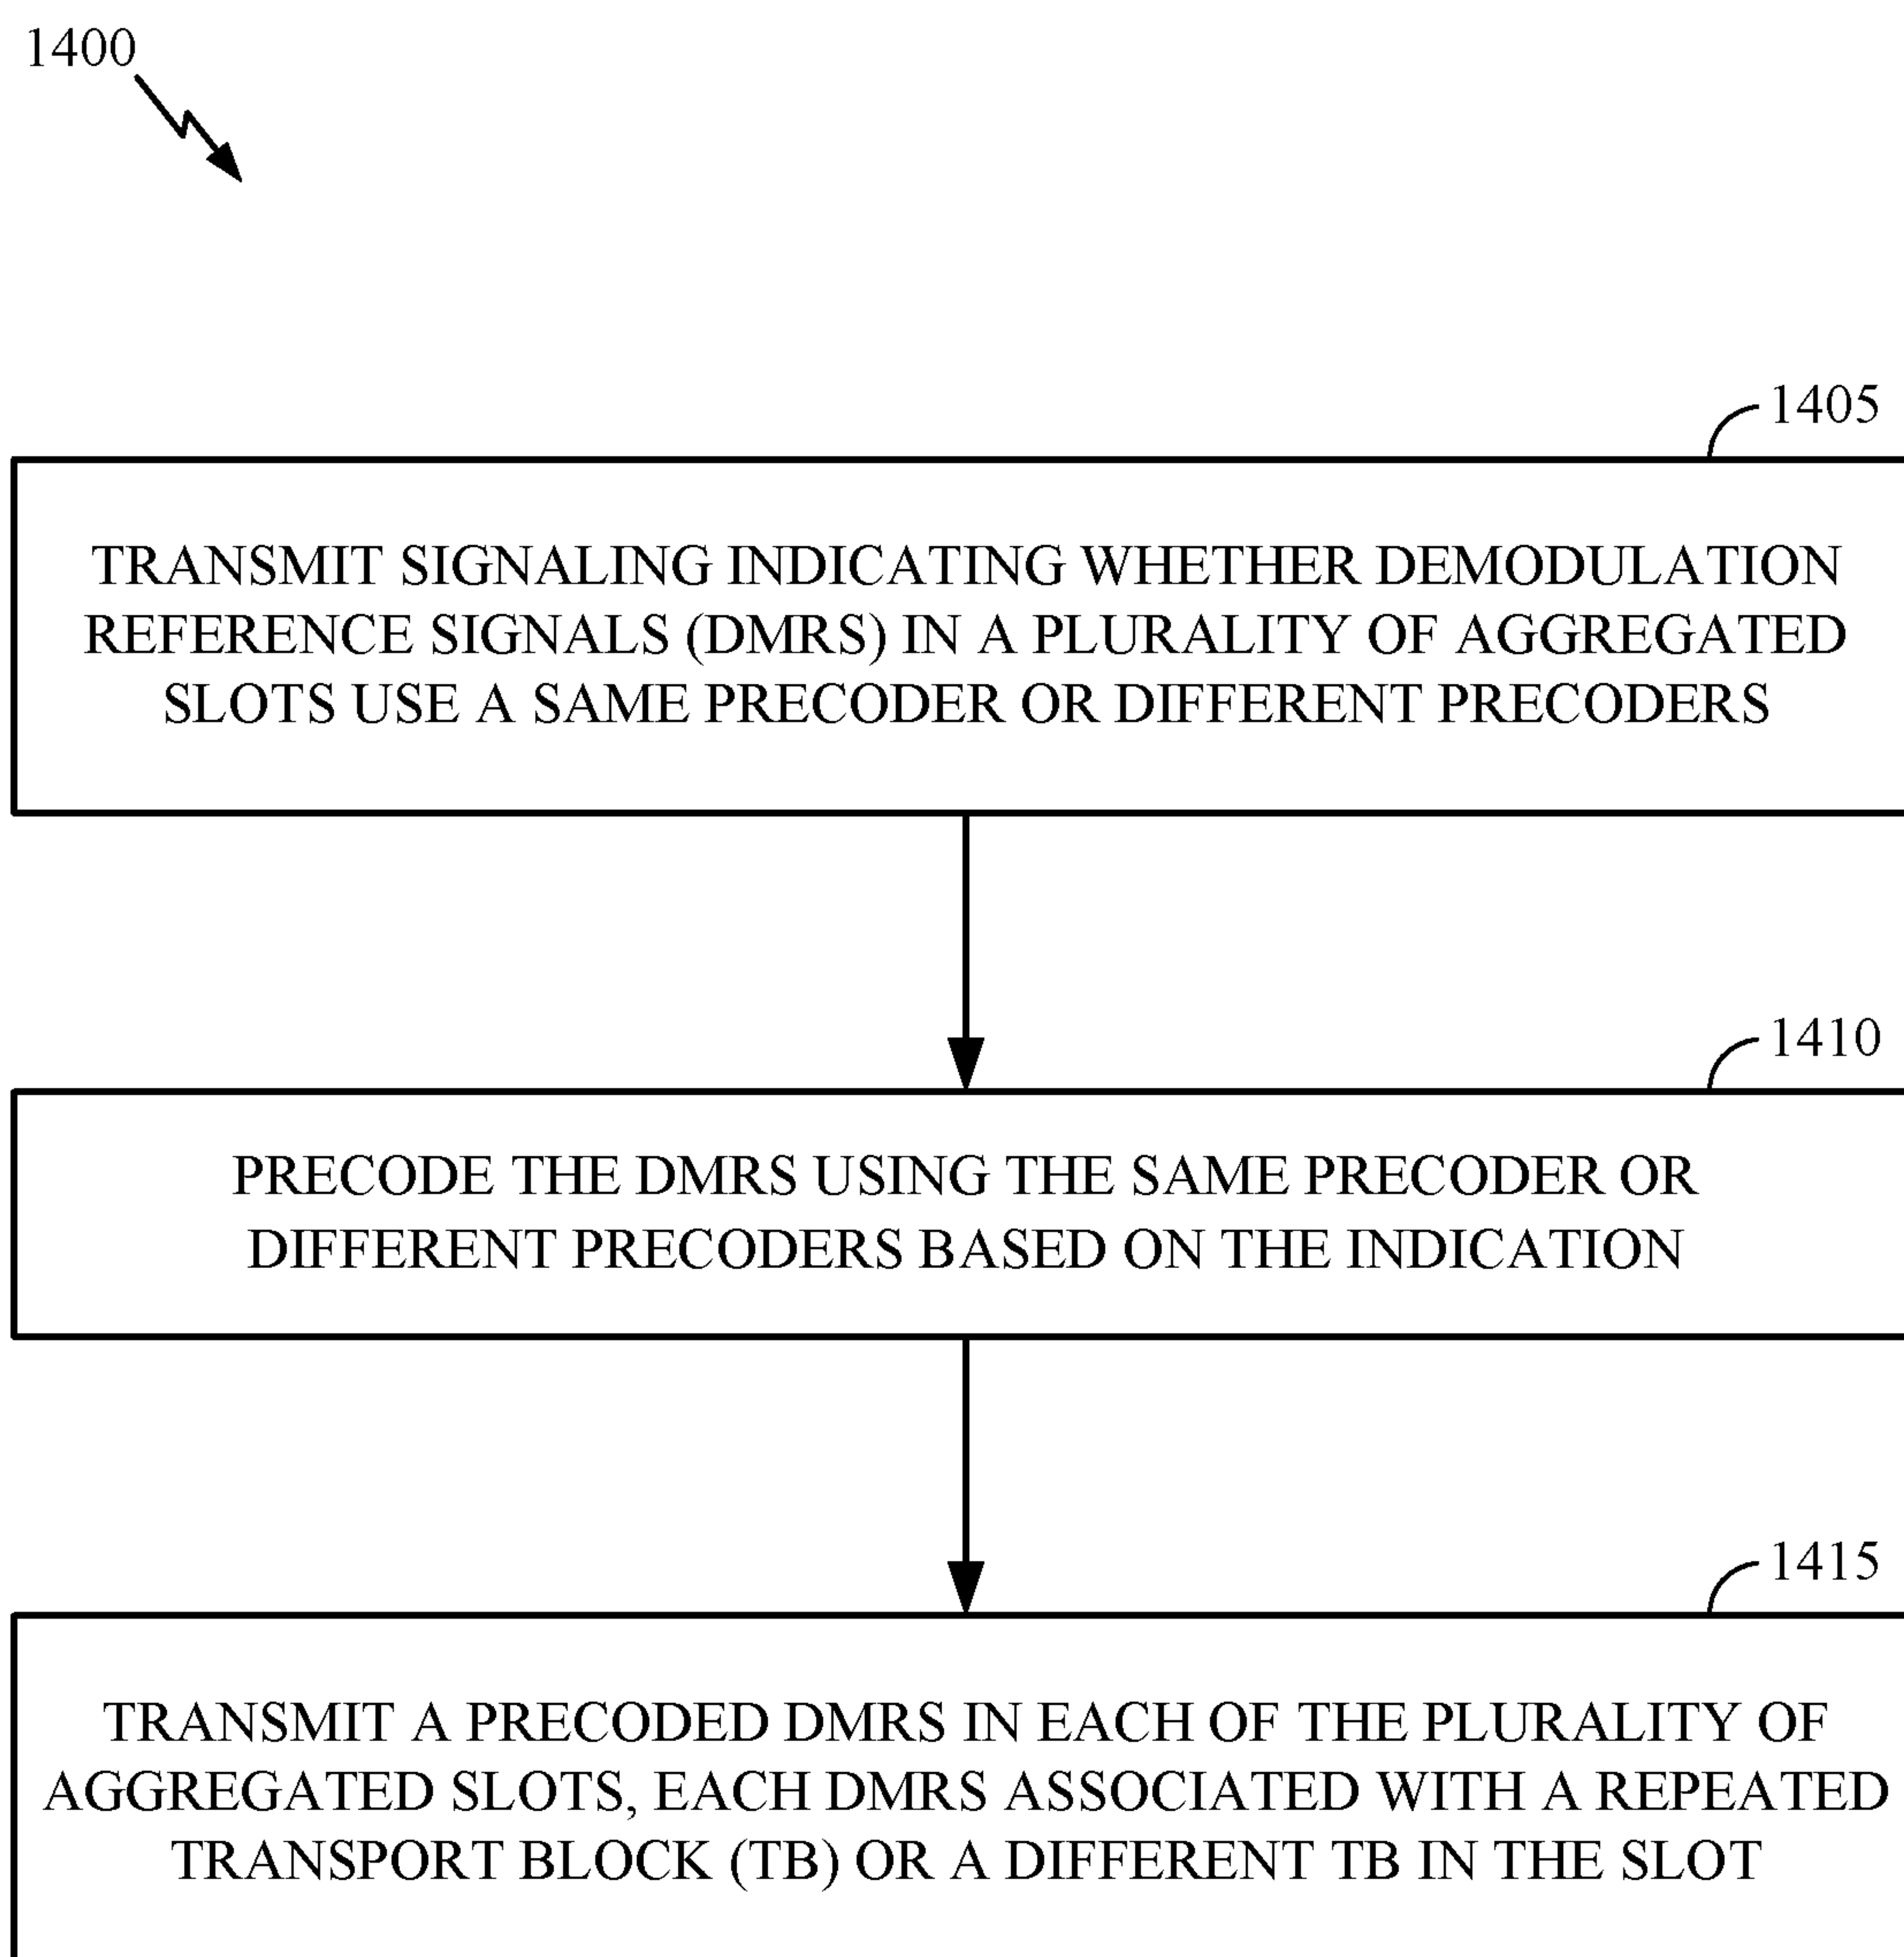 1400
1405
TRANSMIT SIGNALING INDICATING WHETHER DEMODULATION
REFERENCE SIGNALS (DMRS) IN A PLURALITY OF AGGREGATED
SLOTS USE A SAME PRECODER OR DIFFERENT PRECODERS
1410
PRECODE THE DMRS USING THE SAME PRECODER OR
DIFFERENT PRECODERS BASED ON THE INDICATION
1415
TRANSMIT A PRECODED DMRS IN EACH OF THE PLURALITY OF
AGGREGATED SLOTS, EACH DMRS ASSOCIATED WITH A REPEATED
TRANSPORT BLOCK (TB) OR A DIFFERENT TB IN THE SLOT